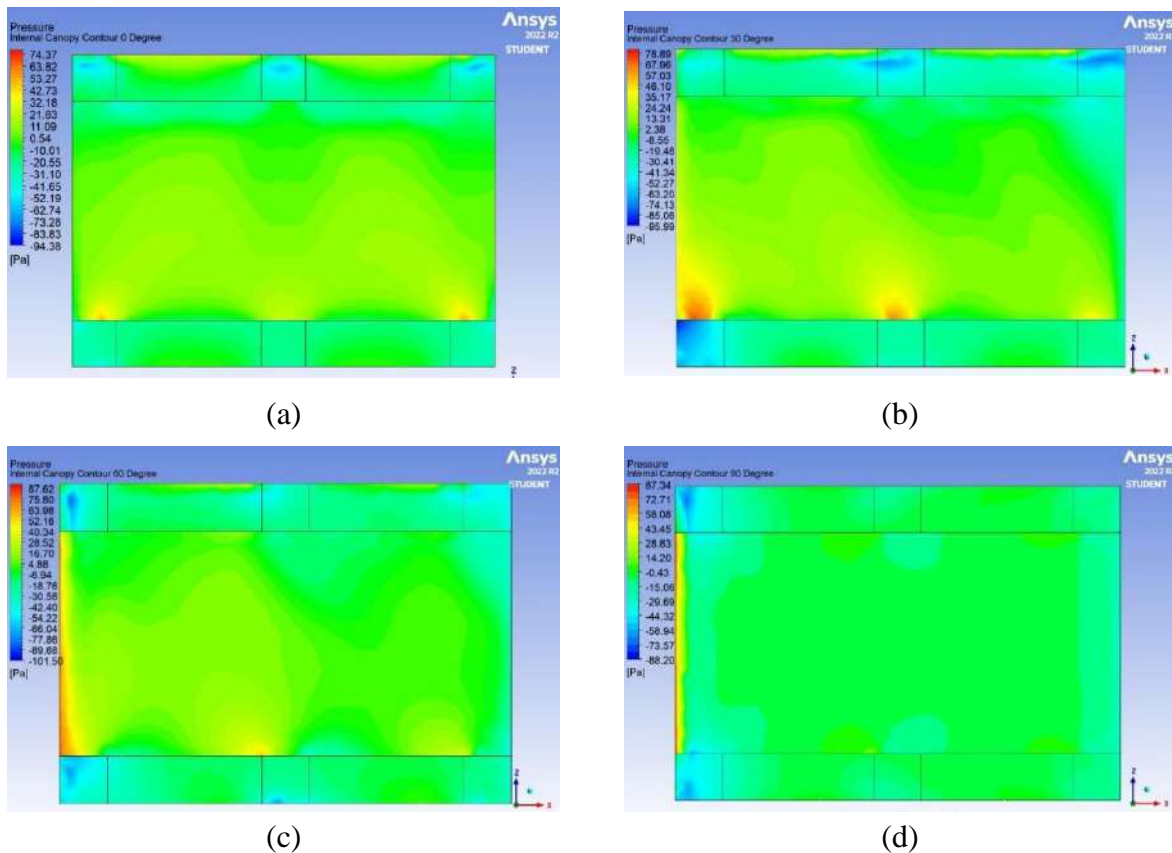 Pressure
Internal Canopy Contour 0 Degree
74.37
63.82
53.27
42.73
32.18
21.63
11.09
0.54
-10.01
-20.55
-31.10
-41.65
-52.19
-62.74
-73.28
-83.83
-94.38
[Pa]
Ansys
2022 R2
STUDENT
Z
(a)
Pressure
Internal Canopy Contour 30 Degree
78.89
67.96
57.03
46.10
35.17
24.24
13.31
2.38
-8.55
-19.48
-30.41
-41.34
-52.27
-63.20
-74.13
-85.06
-95.99
[Pa]
Ansys
2022 R2
STUDENT
Z
X
(b)
Pressure
Internal Canopy Contour 60 Degree
87.62
75.80
63.98
52.16
40.34
28.52
16.70
4.88
-6.94
-18.76
-30.58
-42.40
-54.22
-66.04
-77.86
-89.68
-101.50
[Pa]
Ansys
2022 R2
STUDENT
Z
X
(c)
Pressure
Internal Canopy Contour 90 Degree
87.34
72.71
58.08
43.45
28.83
14.20
-0.43
-15.06
-29.69
-44.32
-58.94
-73.57
-88.20
[Pa]
Ansys
2022 R2
STUDENT
Z
X
(d)